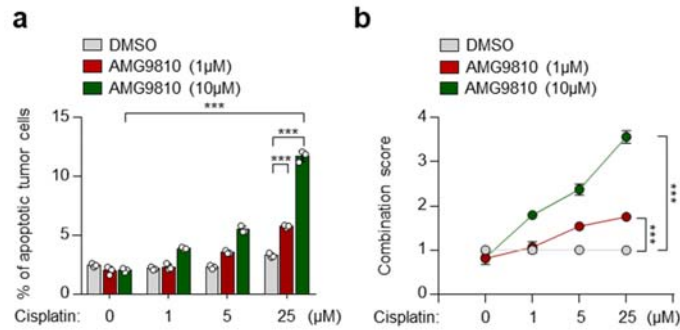 a
DMSO
AMG9810 (1µM)
AMG9810 (10µM)
% of apoptotic tumor cells
15
10
5
0
***
***
***
Cisplatin: 0 1 5 25 (µM)
b
DMSO
AMG9810 (1µM)
AMG9810 (10µM)
Combination score
4
3
2
1
0
***
***
Cisplatin: 0 1 5 25 (µM)